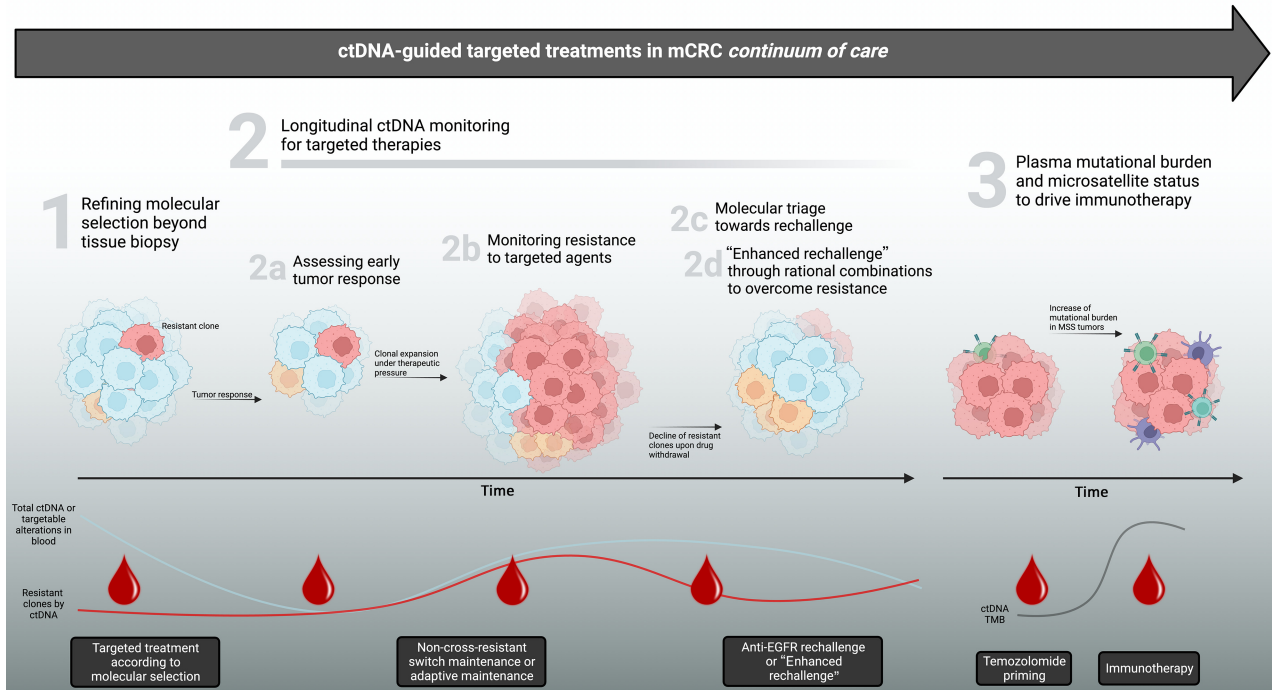 ctDNA-guided targeted treatments in mCRC continuum of care
2
Longitudinal ctDNA monitoring
for targeted therapies
1
Refining molecular
selection beyond
tissue biopsy
2a
Assessing early
tumor response
2b
Monitoring resistance
to targeted agents
2c
Molecular triage
towards rechallenge
2d
“Enhanced rechallenge”
through rational combinations
to overcome resistance
3
Plasma mutational burden
and microsatellite status
to drive immunotherapy
Resistant clone
Tumor response
Clonal expansion
under therapeutic
pressure
Decline of resistant
clones upon drug
withdrawal
Increase of
mutational burden
in MSS tumors
Time
Time
Total ctDNA or
targetable
alterations in
blood
Resistant
clones by
ctDNA
ctDNA
TMB
Targeted treatment
according to
molecular selection
Non-cross-resistant
switch maintenance or
adaptive maintenance
Anti-EGFR rechallenge
or “Enhanced
rechallenge”
Temozolomide
priming
Immunotherapy